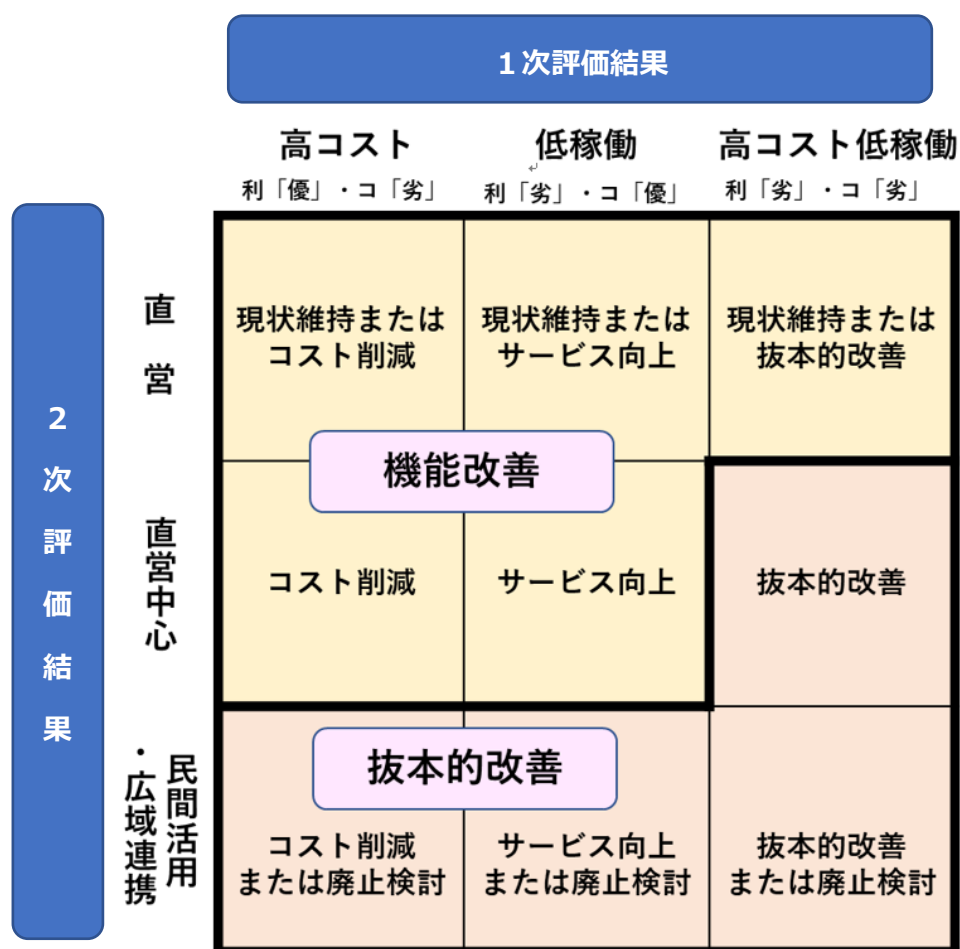 1次評価結果
高コスト
低稼働
高コスト低稼働
利「優」・コ「劣」
利「劣」・コ「優」
利「劣」・コ「劣」
2次評価結果
直営
現状維持または
コスト削減
現状維持または
サービス向上
現状維持または
抜本的改善
機能改善
直営中心
コスト削減
サービス向上
抜本的改善
抜本的改善
民間活用
・広域連携
コスト削減
または廃止検討
サービス向上
または廃止検討
抜本的改善
または廃止検討